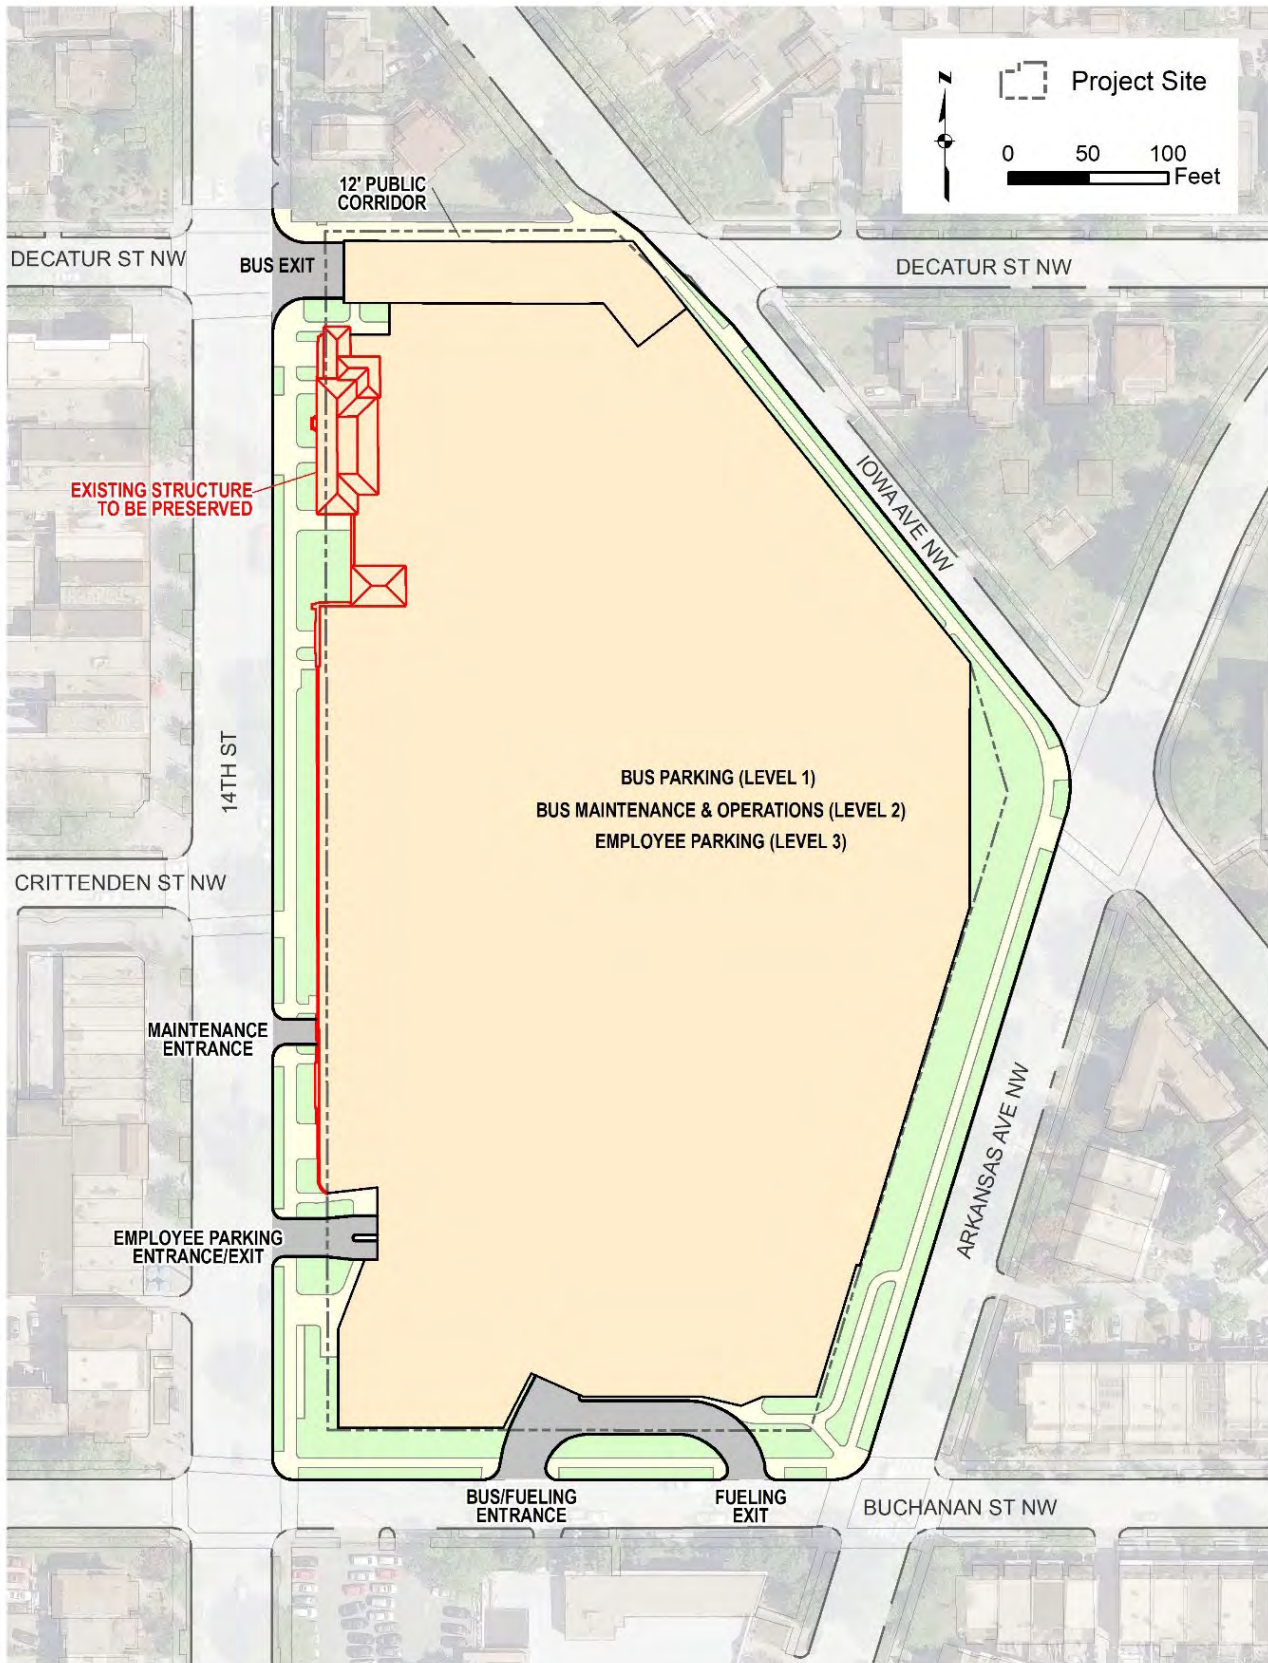 N
Project Site
0 50 100
Feet
12' PUBLIC
CORRIDOR
DECATUR ST NW
BUS EXIT
DECATUR ST NW
IOWA AVE NW
EXISTING STRUCTURE
TO BE PRESERVED
14TH ST
BUS PARKING (LEVEL 1)
BUS MAINTENANCE & OPERATIONS (LEVEL 2)
EMPLOYEE PARKING (LEVEL 3)
CRITTENDEN ST NW
MAINTENANCE
ENTRANCE
ARKANSAS AVE NW
EMPLOYEE PARKING
ENTRANCE/EXIT
BUS/FUELING
ENTRANCE
FUELING
EXIT
BUCHANAN ST NW